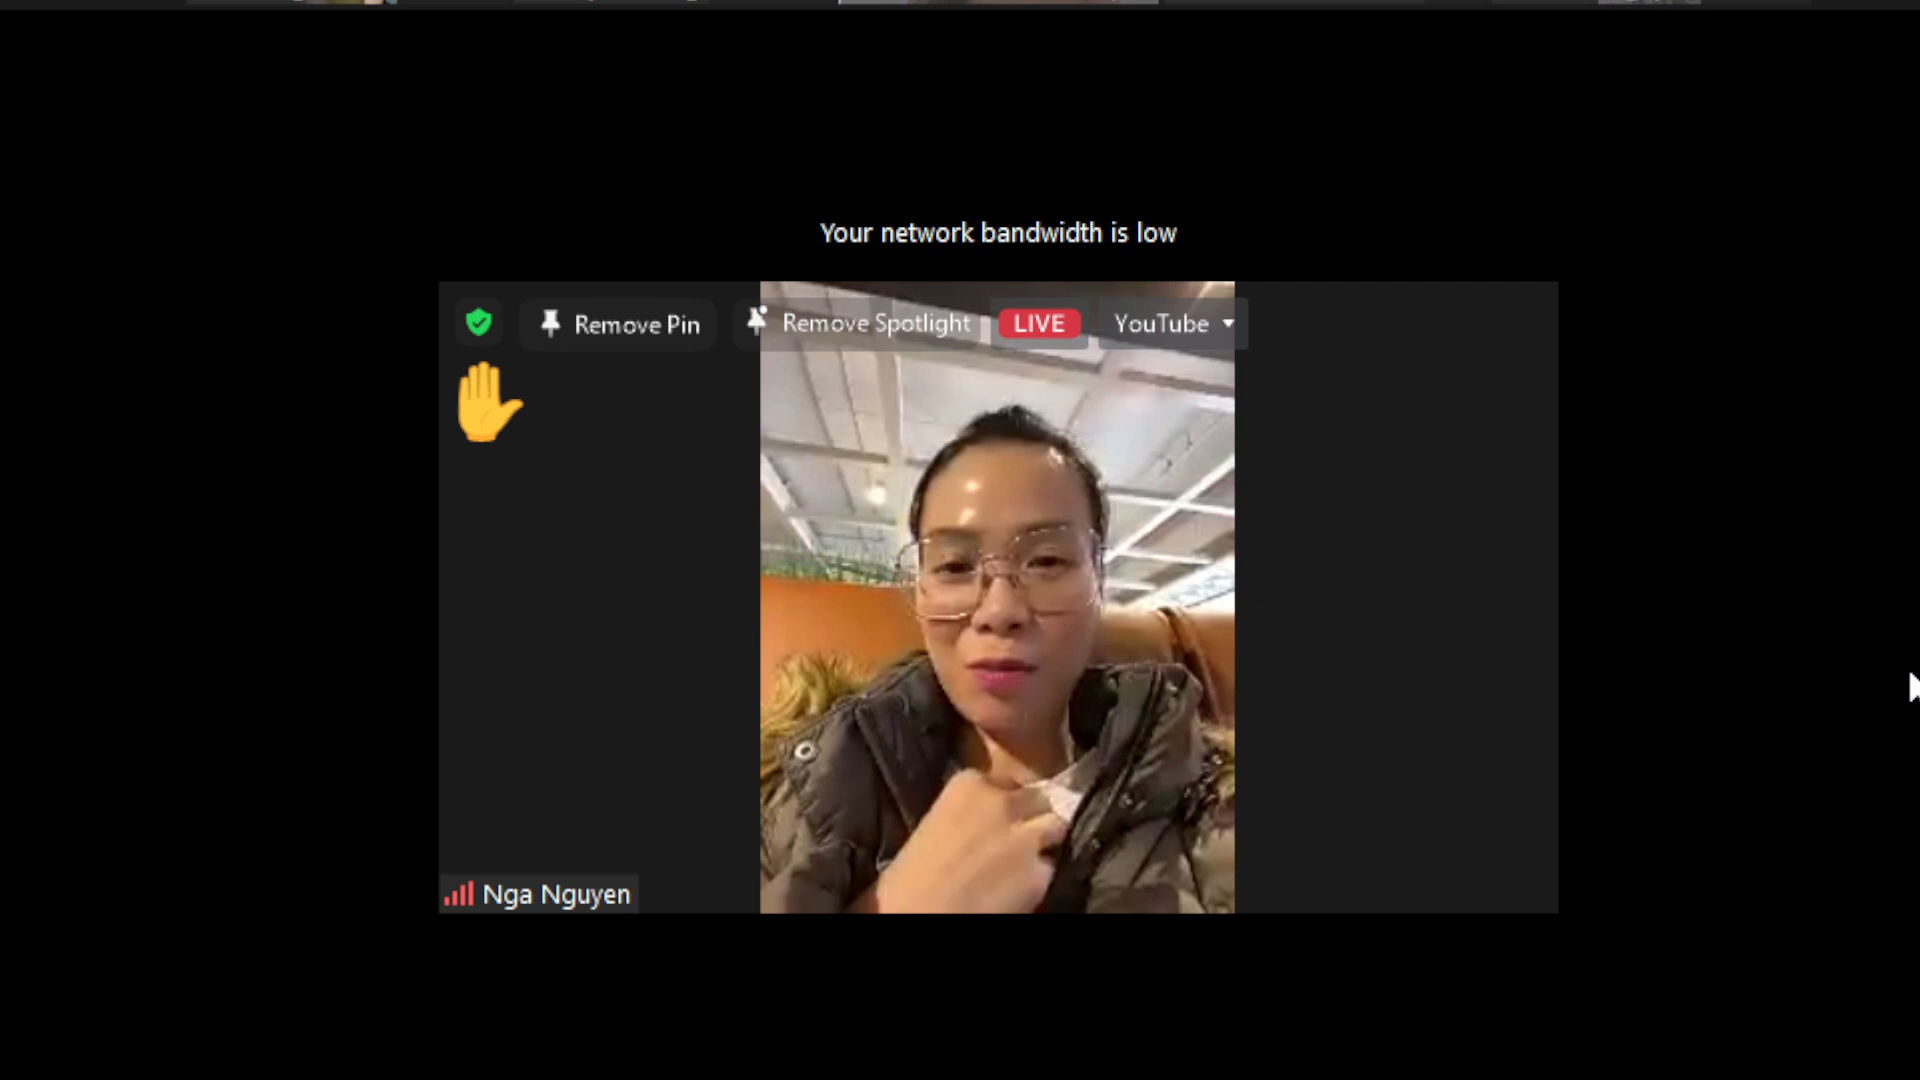 Your network bandwidth is low
Remove Pin
Remove Spotlight
LIVE
YouTube
Nga Nguyen